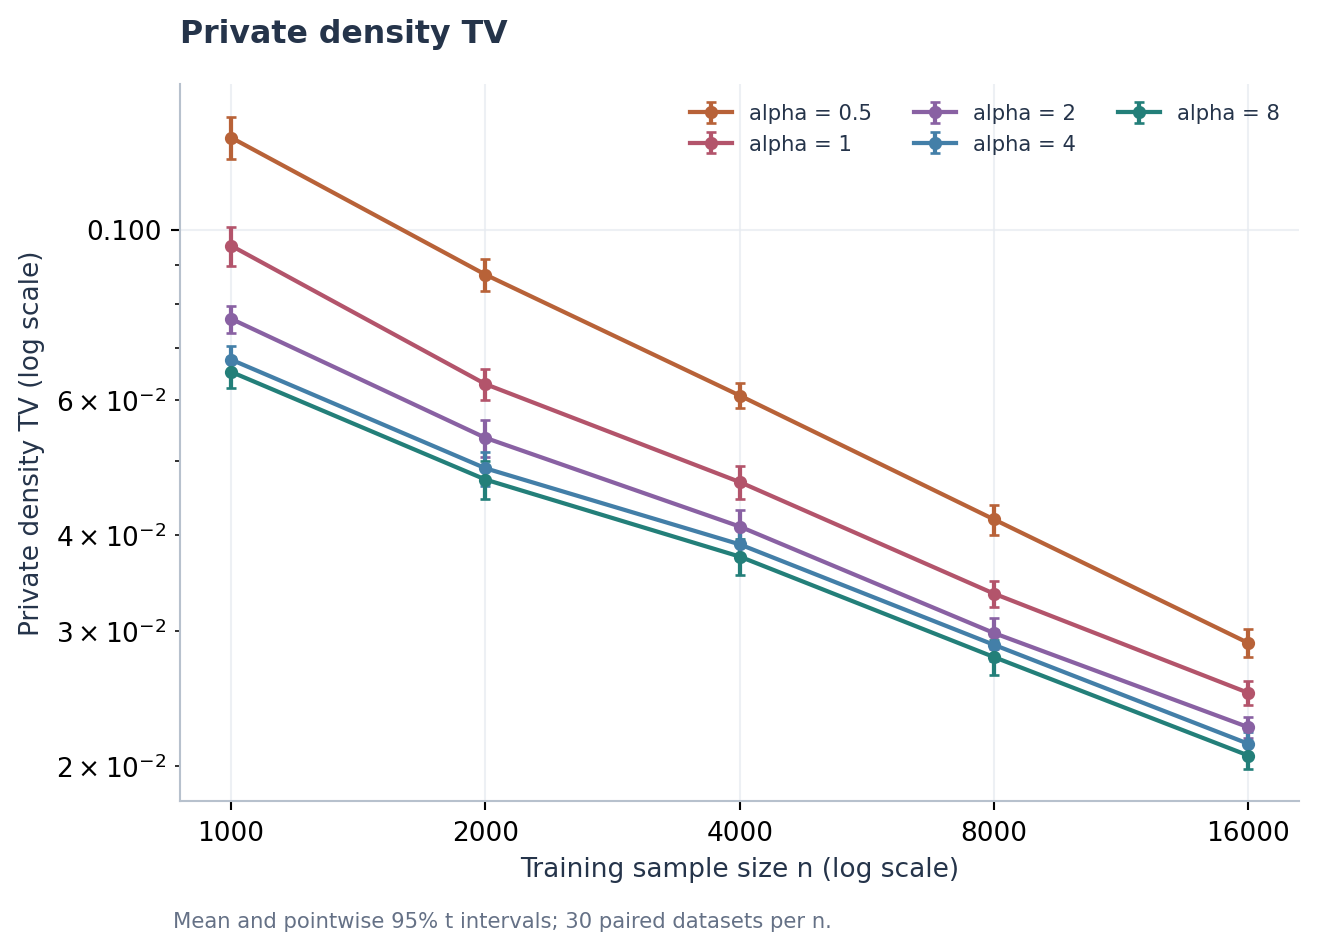 Private density TV
alpha = 0.5
alpha = 1
alpha = 2
alpha = 4
alpha = 8
Private density TV (log scale)
0.100
6 × 10⁻²
4 × 10⁻²
3 × 10⁻²
2 × 10⁻²
1000 2000 4000 8000 16000
Training sample size n (log scale)
Mean and pointwise 95% t intervals; 30 paired datasets per n.